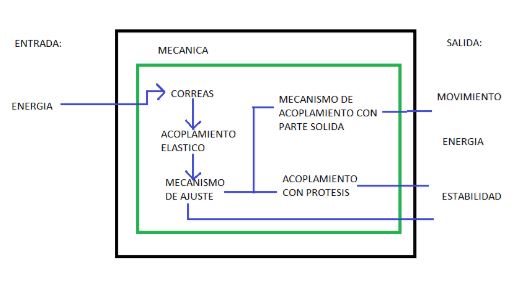 ENTRADA:
SALIDA:
MECANICA
ENERGIA
CORREAS
ACOPLAMIENTO
ELASTICO
MECANISMO
DE AJUSTE
MECANISMO DE
ACOPLAMIENTO CON
PARTE SOLIDA
ACOPLAMIENTO
CON PROTESIS
MOVIMIENTO
ENERGIA
ESTABILIDAD